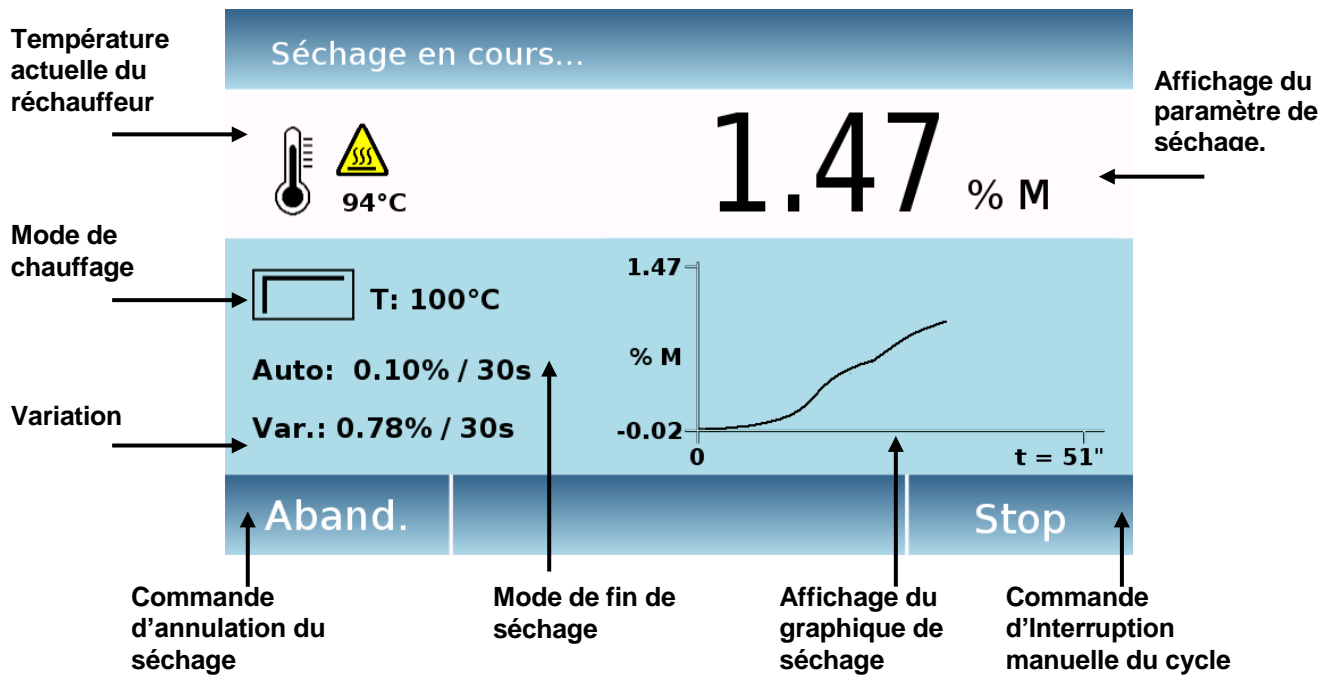 Température
actuelle du
réchauffeur
Séchage en cours...
Affichage du
paramètre de
séchage.
94°C
1.47 % M
Mode de
chauffage
T: 100°C
Auto: 0.10% / 30s
Variation
Var.: 0.78% / 30s
1.47
% M
-0.02
0
t = 51"
Aband.
Stop
Commande
d’annulation du
séchage
Mode de fin de
séchage
Affichage du
graphique de
séchage
Commande
d’Interruption
manuelle du cycle